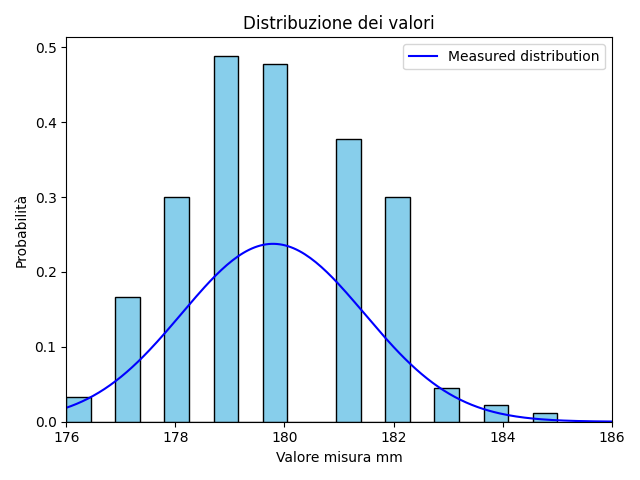 Distribuzione dei valori
Measured distribution
0.5
0.4
0.3
0.2
0.1
0.0
Probabilità
176 178 180 182 184 186
Valore misura mm